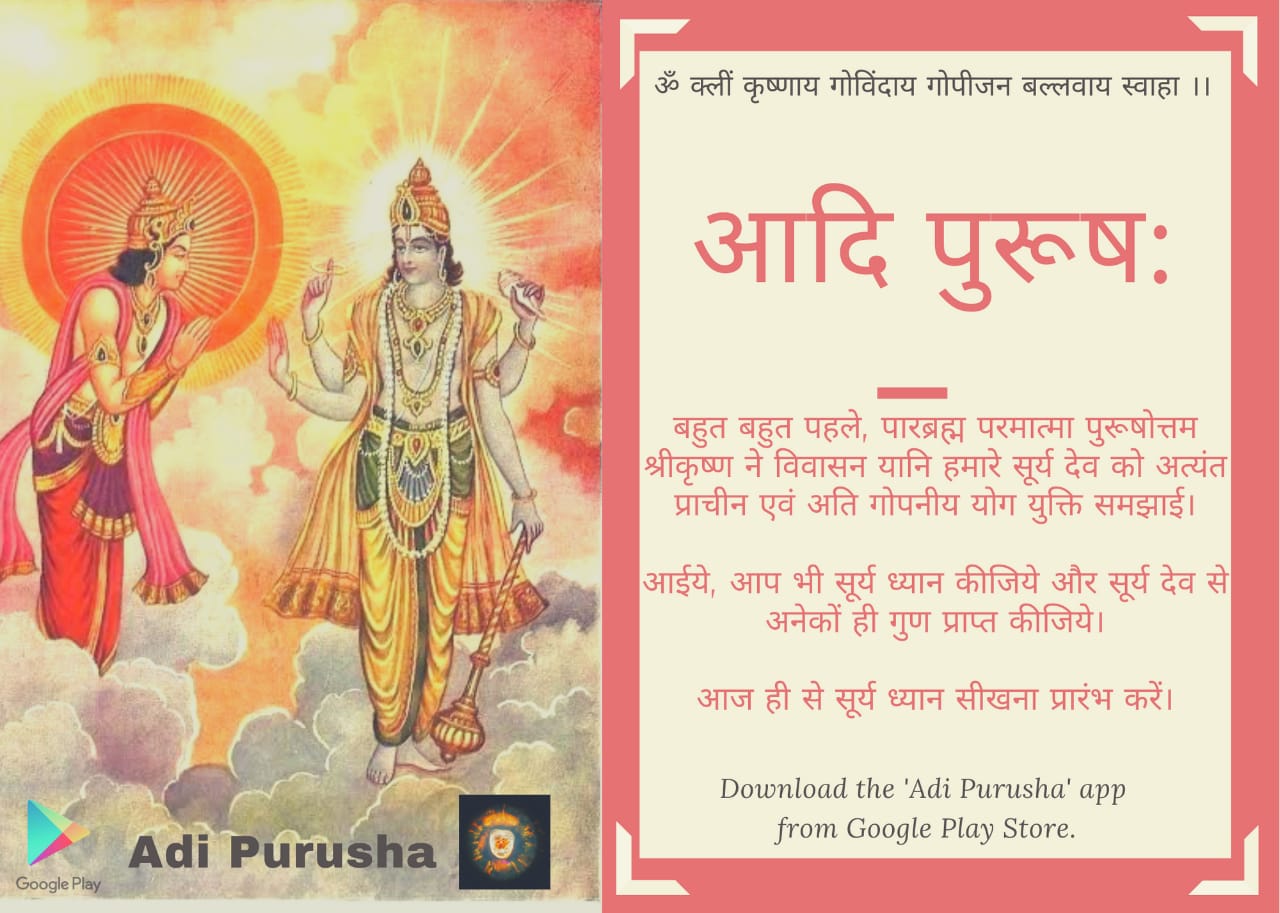 ॐ क्लीं कृष्णाय गोविंदाय गोपीजन बल्लवाय स्वाहा ।।
आदि पुरूष:
बहुत बहुत पहले, पारब्रह्म परमात्मा पुरूषोत्तम
श्रीकृष्ण ने विवासन यानि हमारे सूर्य देव को अत्यंत
प्राचीन एवं अति गोपनीय योग युक्ति समझाई।
आईये, आप भी सूर्य ध्यान कीजिये और सूर्य देव से
अनेकों ही गुण प्राप्त कीजिये।
आज ही से सूर्य ध्यान सीखना प्रारंभ करें।
Download the 'Adi Purusha' app
from Google Play Store.
Adi Purusha
Google Play